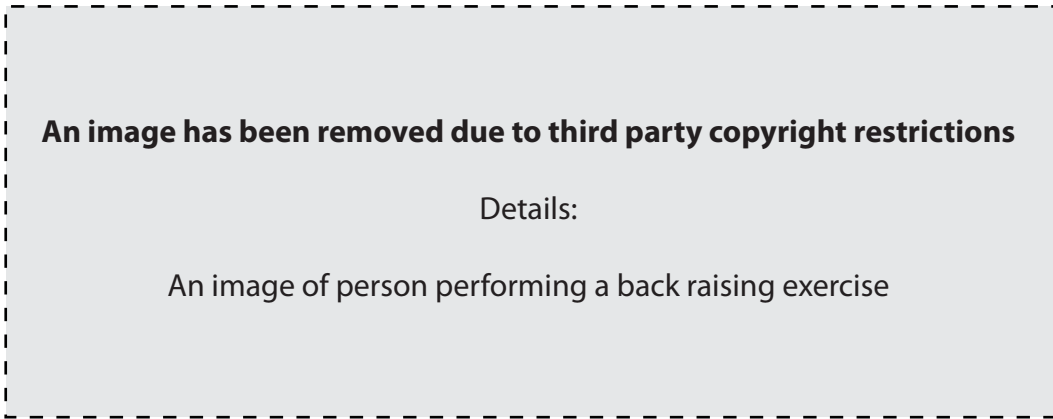 An image has been removed due to third party copyright restrictions
Details:
An image of person performing a back raising exercise